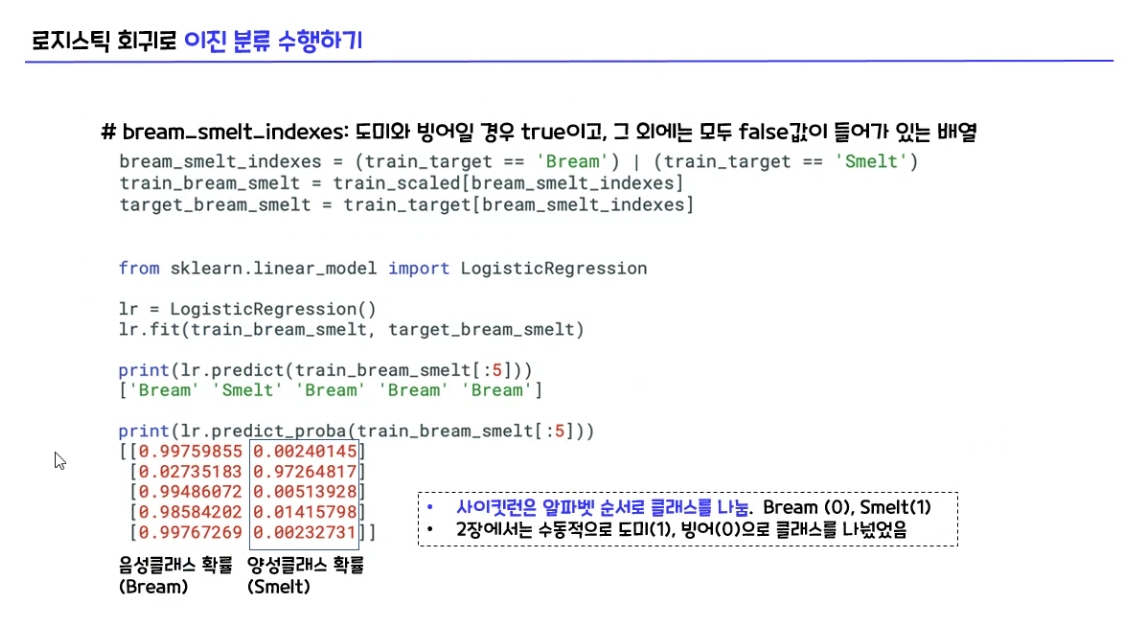 로지스틱 회귀로 이진 분류 수행하기
# bream_smelt_indexes: 도미와 빙어일 경우 true이고, 그 외에는 모두 false값이 들어가 있는 배열
bream_smelt_indexes = (train_target == 'Bream') | (train_target == 'Smelt')
train_bream_smelt = train_scaled[bream_smelt_indexes]
target_bream_smelt = train_target[bream_smelt_indexes]
from sklearn.linear_model import LogisticRegression
lr = LogisticRegression()
lr.fit(train_bream_smelt, target_bream_smelt)
print(lr.predict(train_bream_smelt[:5]))
['Bream' 'Smelt' 'Bream' 'Bream' 'Bream']
print(lr.predict_proba(train_bream_smelt[:5]))
[[0.99759855 0.00240145]
[0.02735183 0.97264817]
[0.99486072 0.00513928]
[0.98584202 0.01415798]
[0.99767269 0.00232731]]
음성클래스 확률 양성클래스 확률
(Bream) (Smelt)
• 사이킷런은 알파벳 순서로 클래스를 나눔. Bream (0), Smelt(1)
• 2장에서는 수동적으로 도미(1), 빙어(0)으로 클래스를 나눴었음